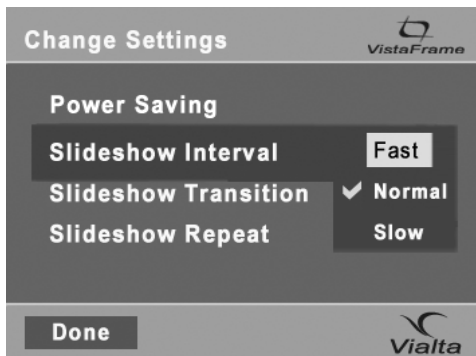 Change Settings
VistaFrame
Power Saving
Slideshow Interval Fast
Slideshow Transition Normal
Slideshow Repeat Slow
Done
Vialta